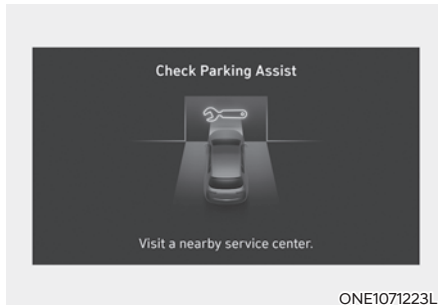 Check Parking Assist
Visit a nearby service center.
ONE1071223L